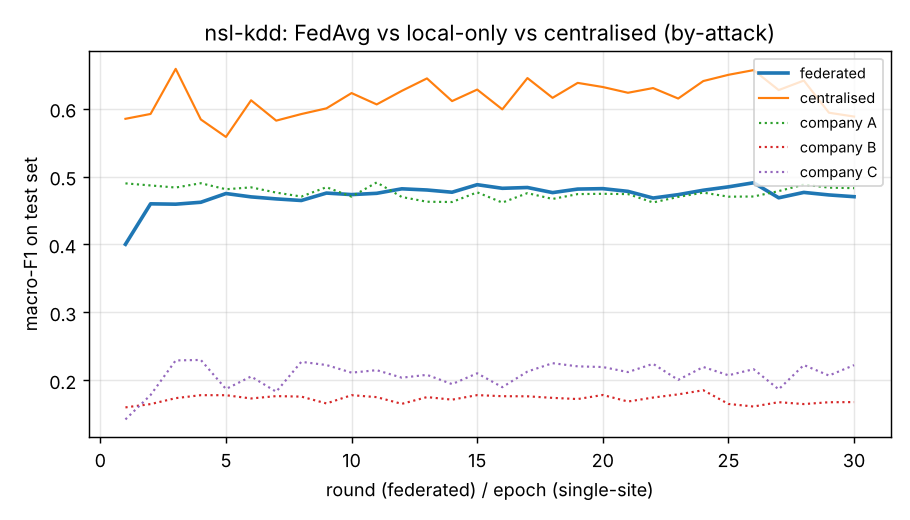 nsl-kdd: FedAvg vs local-only vs centralised (by-attack)
macro-F1 on test set
0.6
0.5
0.4
0.3
0.2
federated
centralised
company A
company B
company C
0
5
10
15
20
25
30
round (federated) / epoch (single-site)